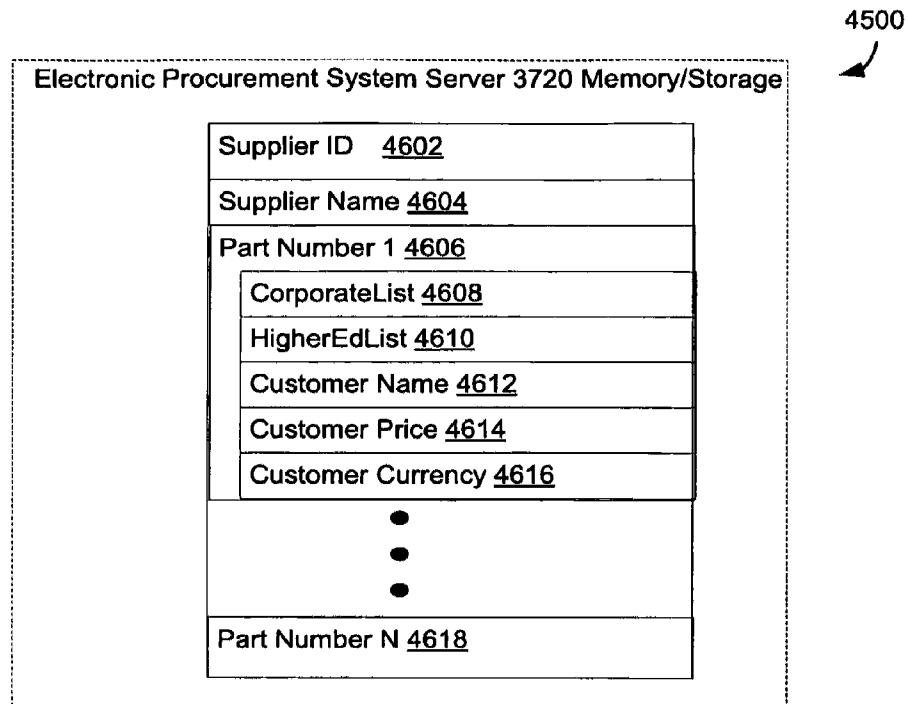 4500
Electronic Procurement System Server 3720 Memory/Storage
Supplier ID 4602
Supplier Name 4604
Part Number 1 4606
CorporateList 4608
HigherEdList 4610
Customer Name 4612
Customer Price 4614
Customer Currency 4616
Part Number N 4618